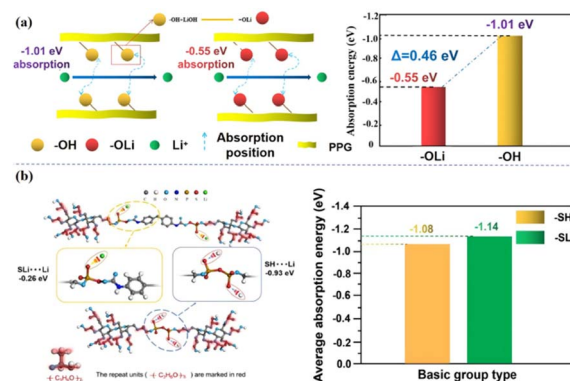 (a)
-OH+LiOH
-OLi
-1.01 eV
absorption
-0.55 eV
absorption
Li⁺
Li⁺
-OH
-OLi
Li⁺
Absorption
position
PPG
Absorption energy (eV)
-1.0
-0.8
-0.6
-0.4
-0.2
0.0
-1.01 eV
Δ=0.46 eV
-0.55 eV
-OLi
-OH
(b)
SLi···Li
-0.26 eV
SH···Li
-0.93 eV
The repeat units ( -(- C₃H₆O-)- ) are marked in red
Average absorption energy (eV)
-1.4
-1.2
-1.0
-0.8
-0.6
-0.4
-0.2
0.0
-1.08
-1.14
-SH
-SL
Basic group type